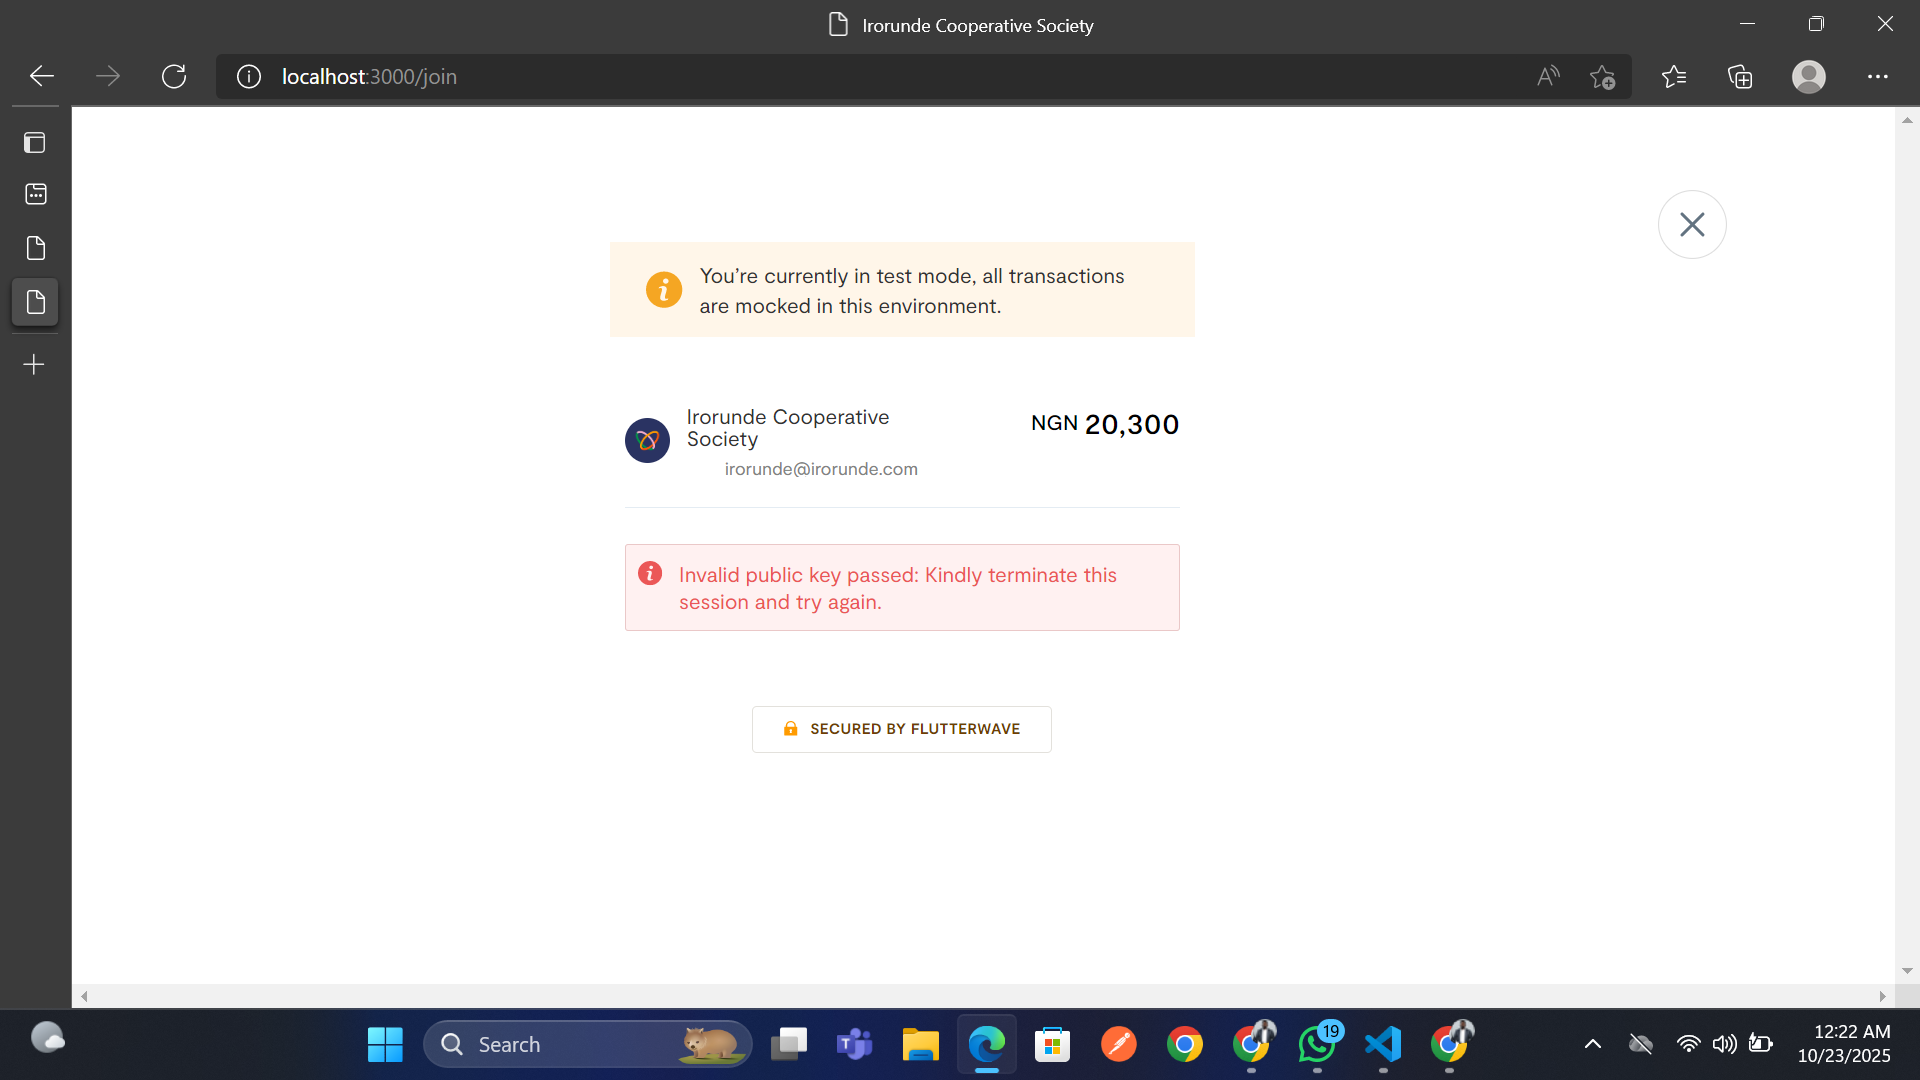 Irorunde Cooperative Society
localhost:3000/join
You’re currently in test mode, all transactions
are mocked in this environment.
Irorunde Cooperative
Society
NGN 20,300
irorunde@irorunde.com
Invalid public key passed: Kindly terminate this
session and try again.
SECURED BY FLUTTERWAVE
Search
19
12:22 AM
10/23/2025